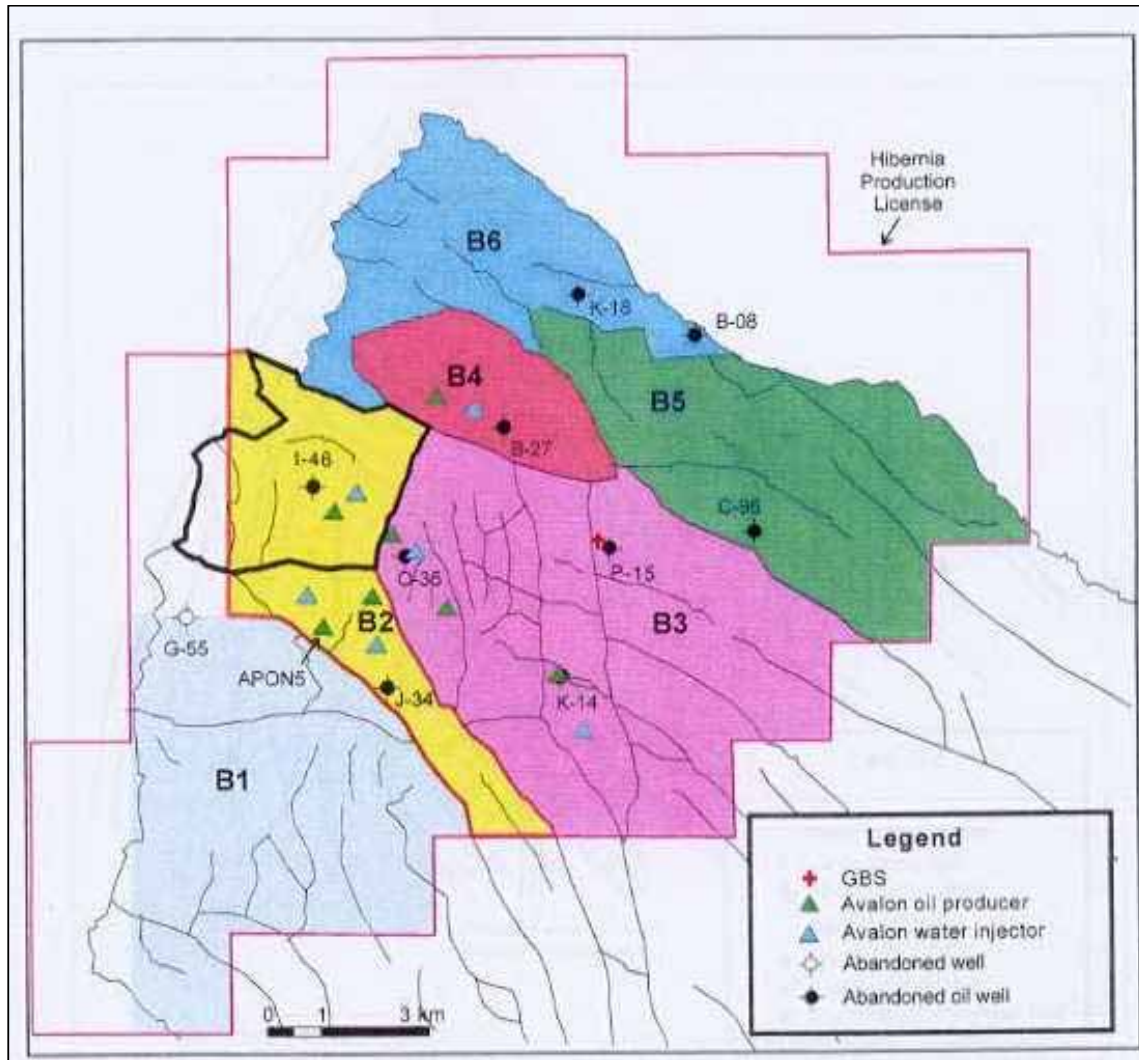 Hibernia
Production
License
B6
K-18
B-08
B4
B5
B-27
I-46
C-96
O-35
P-15
B2
B3
G-55
APON5
J-34
K-14
B1
Legend
GBS
Avalon oil producer
Avalon water injector
Abandoned well
Abandoned oil well
0 1 3 km